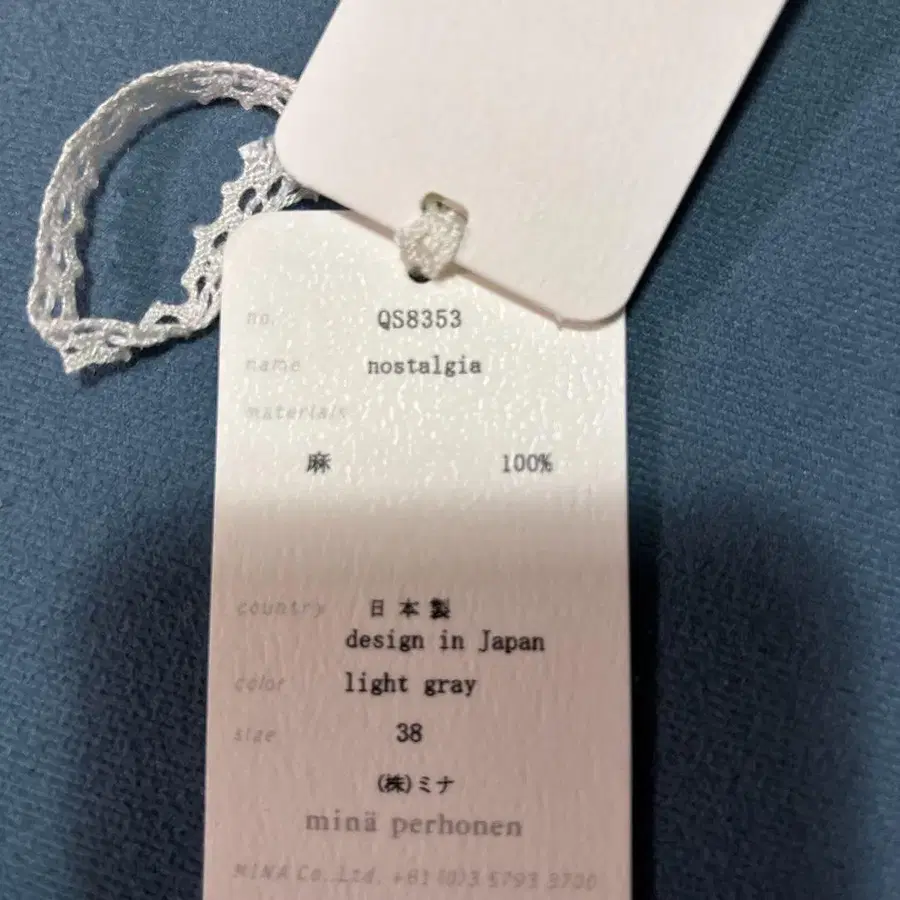 no. QS8353
name nostalgia
materials
麻 100%
country 日本製
design in Japan
color light gray
size 38
(株)ミナ
minä perhonen
MINA Co.,Ltd. +81 (0)3 5793 3700